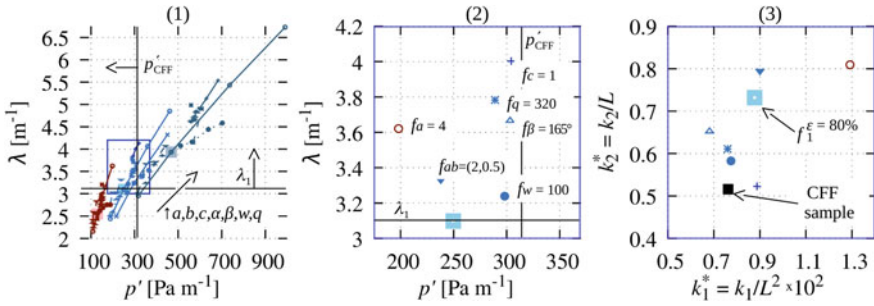 (1)
6.5
6
5.5
5
4.5
4
3.5
3
2.5
2
λ [m⁻¹]
p′CFF
λ₁
↑a,b,c,α,β,w,q
100 300 500 700 900
p′ [Pa m⁻¹]
(2)
4.2
4
3.8
3.6
3.4
3.2
3
λ [m⁻¹]
p′CFF
fc = 1
fq = 320
fβ = 165°
fa = 4
fab=(2,0.5)
fw = 100
λ₁
200 250 300 350
p′ [Pa m⁻¹]
(3)
0.9
0.8
0.7
0.6
0.5
0.4
k₂* = k₂/L
f₁^ε = 80%
CFF
sample
0.5 0.7 0.9 1.1 1.3
k₁* = k₁/L² x10²